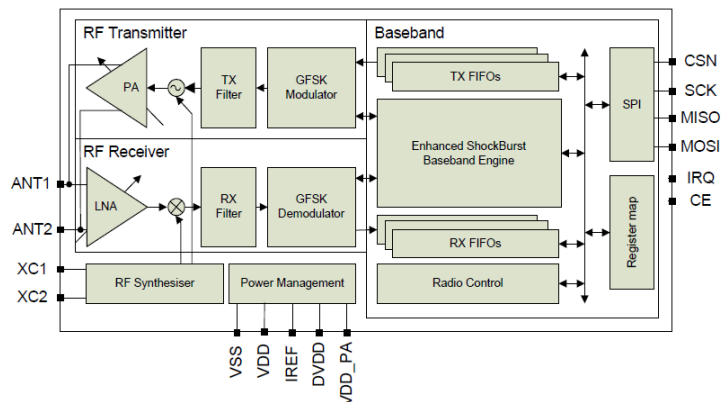 RF Transmitter
Baseband
PA
TX
Filter
GFSK
Modulator
TX FIFOs
SPI
CSN
SCK
MISO
MOSI
Enhanced ShockBurst
Baseband Engine
RF Receiver
IRQ
CE
ANT1
ANT2
LNA
RX
Filter
GFSK
Demodulator
RX FIFOs
Register map
XC1
XC2
RF Synthesiser
Power Management
Radio Control
VSS
VDD
IREF
DVDD
VDD_PA